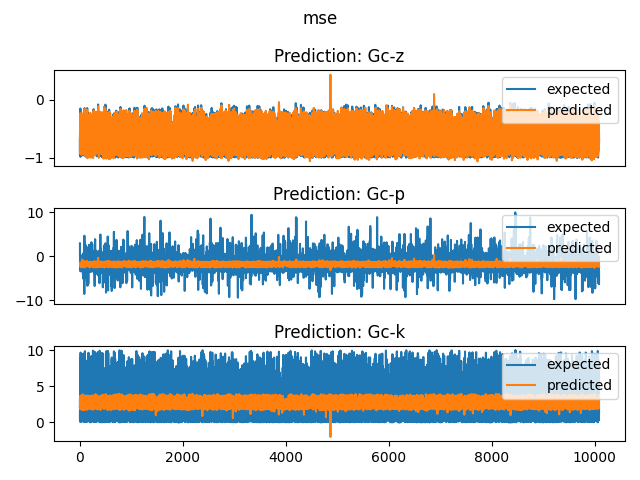 mse
Prediction: Gc-z
0
−1
expected
predicted
Prediction: Gc-p
10
0
−10
expected
predicted
Prediction: Gc-k
10
5
0
expected
predicted
0 2000 4000 6000 8000 10000